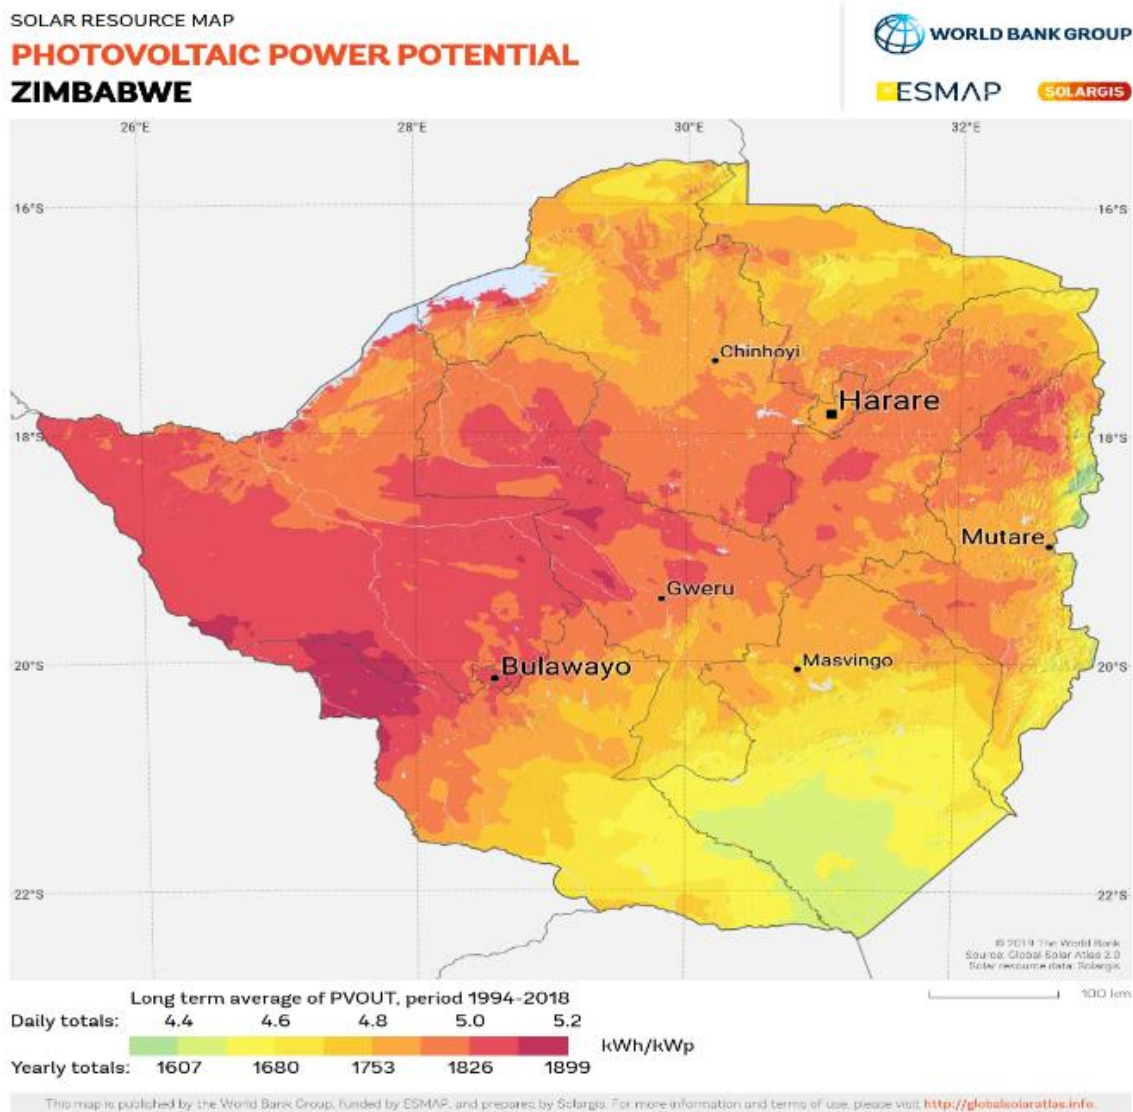 SOLAR RESOURCE MAP
PHOTOVOLTAIC POWER POTENTIAL
ZIMBABWE
WORLD BANK GROUP
ESMAP SOLARGIS
26°E 28°E 30°E 32°E
16°S 16°S
Chinhoyi
Harare
18°S 18°S
Mutare
Gweru
20°S Bulawayo Masvingo 20°S
22°S 22°S
© 2019 The World Bank
Source: Global Solar Atlas 2.0
Solar resource data: Solargis
100 km
Long term average of PVOUT, period 1994-2018
Daily totals: 4.4 4.6 4.8 5.0 5.2
kWh/kWp
Yearly totals: 1607 1680 1753 1826 1899
This map is published by the World Bank Group, funded by ESMAP, and prepared by Solargis. For more information and terms of use, please visit http://globalsolaratlas.info.